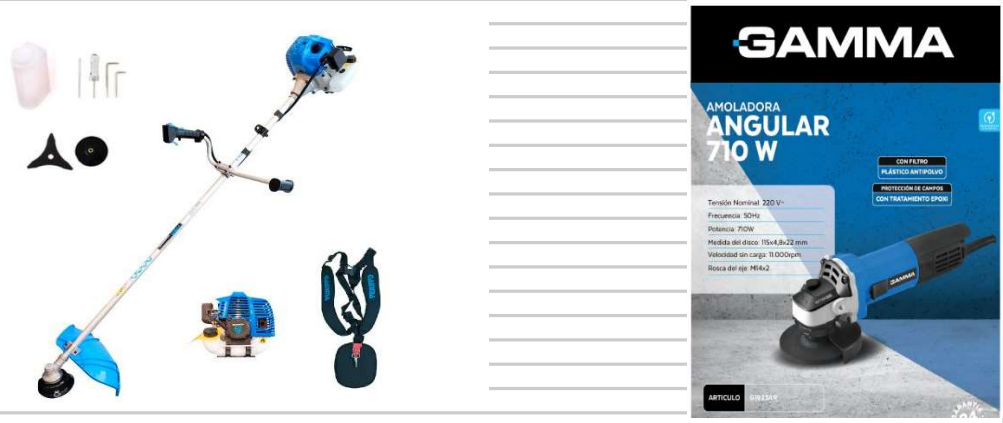 GAMMA
AMOLADORA
ANGULAR
710 W
CON FILTRO
PLÁSTICO ANTIPOLVO
PROTECCIÓN DE CAMPOS
CON TRATAMIENTO EPOXI
Tensión Nominal: 220 V~
Frecuencia: 50Hz
Potencia: 710W
Medida del disco: 115x4,8x22 mm
Velocidad sin carga: 11.000rpm
Rosca del eje: M14x2
GAMMA
ARTICULO